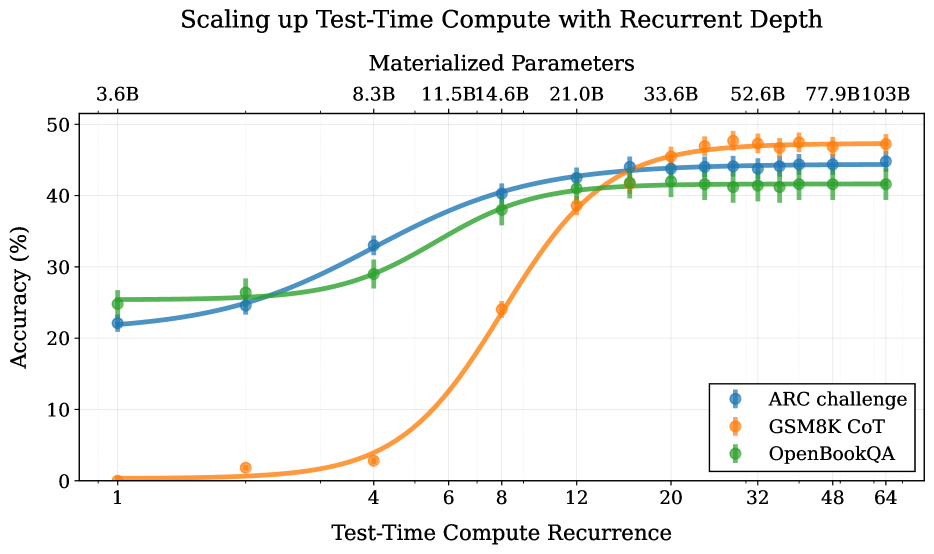 Scaling up Test-Time Compute with Recurrent Depth
Materialized Parameters
3.6B 8.3B 11.5B 14.6B 21.0B 33.6B 52.6B 77.9B 103B
50
40
30
20
10
0
Accuracy (%)
ARC challenge
GSM8K CoT
OpenBookQA
1 4 6 8 12 20 32 48 64
Test-Time Compute Recurrence